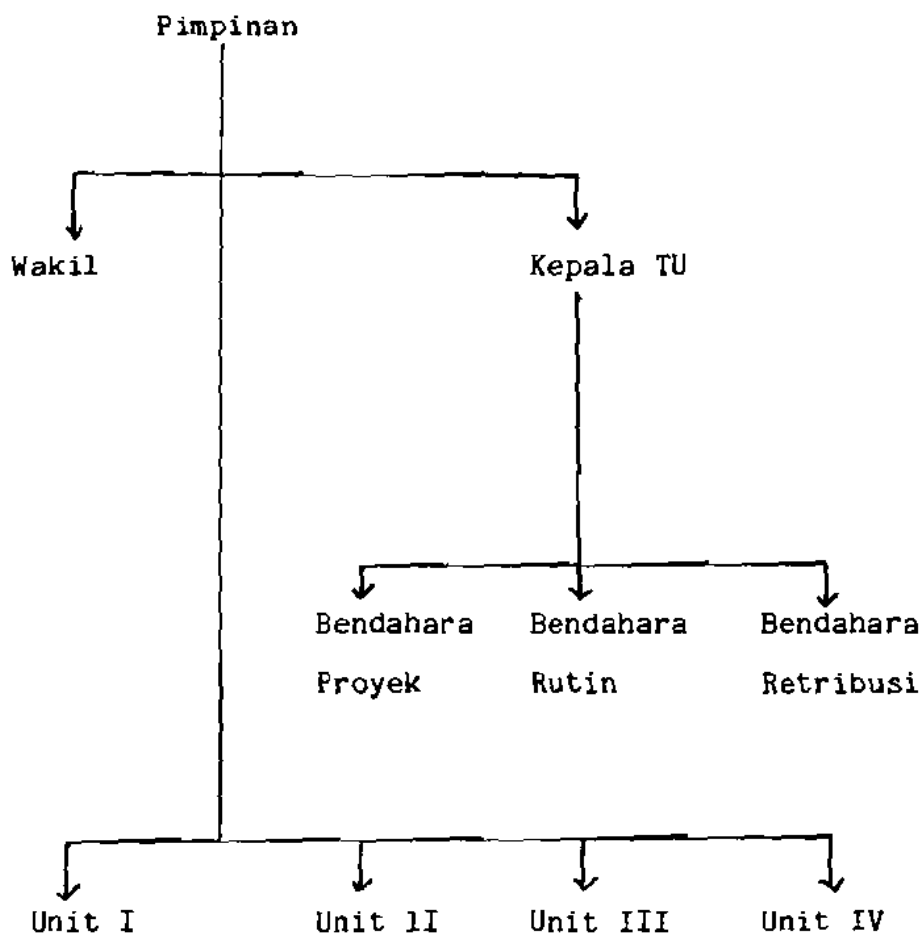 Pimpinan
Wakil Kepala TU
Bendahara Bendahara Bendahara
Proyek Rutin Retribusi
Unit I Unit II Unit III Unit IV